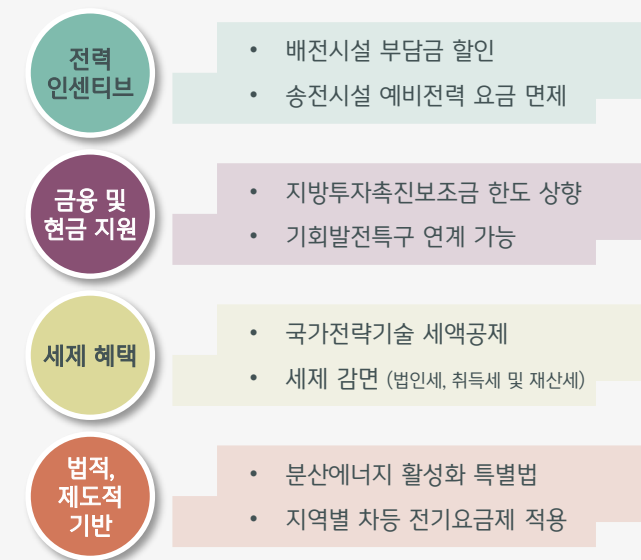 전력
인센티브
• 배전시설 부담금 할인
• 송전시설 예비전력 요금 면제
금융 및
현금 지원
• 지방투자촉진보조금 한도 상향
• 기회발전특구 연계 가능
세제 혜택
• 국가전략기술 세액공제
• 세제 감면 (법인세, 취득세 및 재산세)
법적,
제도적
기반
• 분산에너지 활성화 특별법
• 지역별 차등 전기요금제 적용